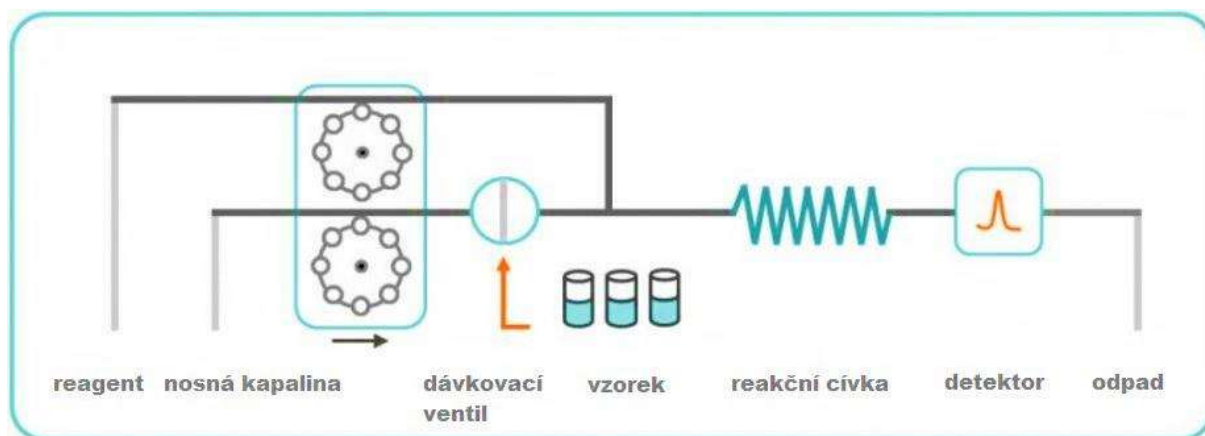 reagent
nosná kapalina
dávkovací
ventil
vzorek
reakční cívka
detektor
odpad